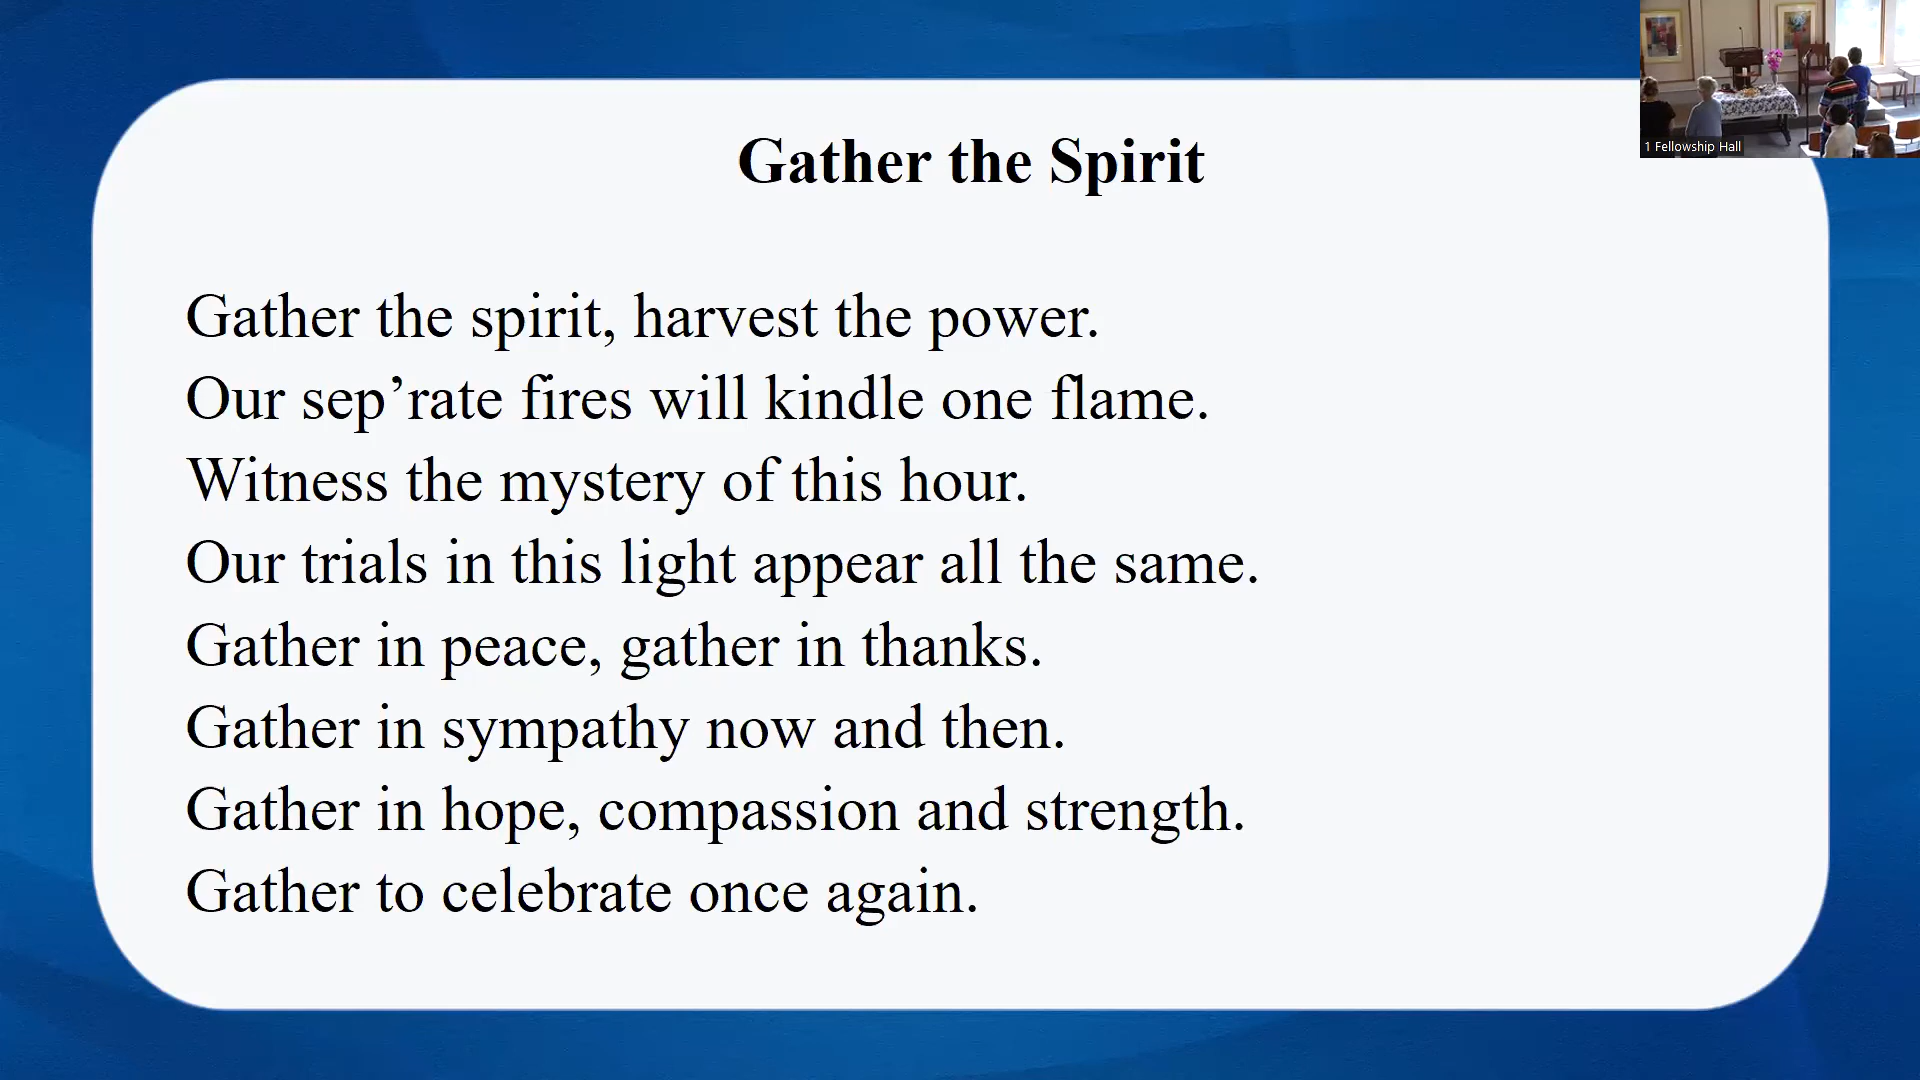 Gather the Spirit
Gather the spirit, harvest the power.
Our sep’rate fires will kindle one flame.
Witness the mystery of this hour.
Our trials in this light appear all the same.
Gather in peace, gather in thanks.
Gather in sympathy now and then.
Gather in hope, compassion and strength.
Gather to celebrate once again.
1 Fellowship Hall